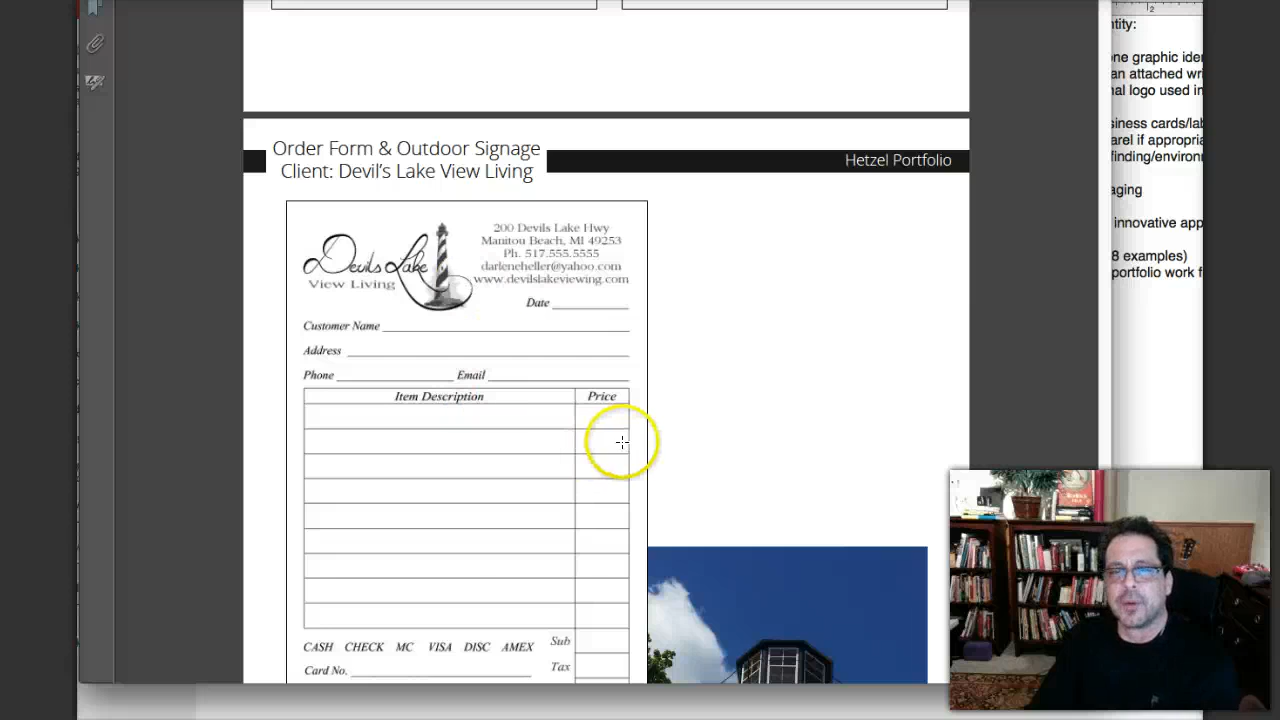 Order Form & Outdoor Signage
Client: Devil's Lake View Living
Hetzel Portfolio
Devils Lake
View Living
200 Devils Lake Hwy
Manitou Beach, MI 49253
Ph. 517.555.5555
darleneheller@yahoo.com
www.devilslakeviewing.com
Date
Customer Name
Address
Phone Email
Item Description Price
CASH CHECK MC VISA DISC AMEX Sub
Tax
Card No.
2
ntity:
ne graphic iden
an attached wri
nal logo used in
siness cards/lab
arel if appropria
finding/environ
aging
innovative app
8 examples)
portfolio work f